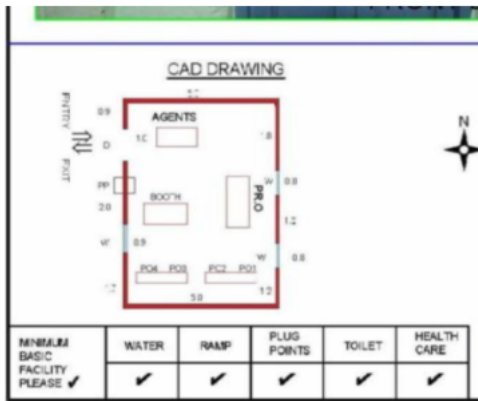 CAD DRAWING
N
ENTRY
EXIT
0.9
D
AGENTS
1.0
1.8
PP
2.0
BOOTH
PR.O
W
0.8
1.2
W
0.9
W
0.8
PO4 PO3 PO2 PO1
5.0
1.2
MINIMUM
BASIC
FACILITY
PLEASE ✔
WATER
RAMP
PLUG
POINTS
TOILET
HEALTH
CARE
✔ ✔ ✔ ✔ ✔